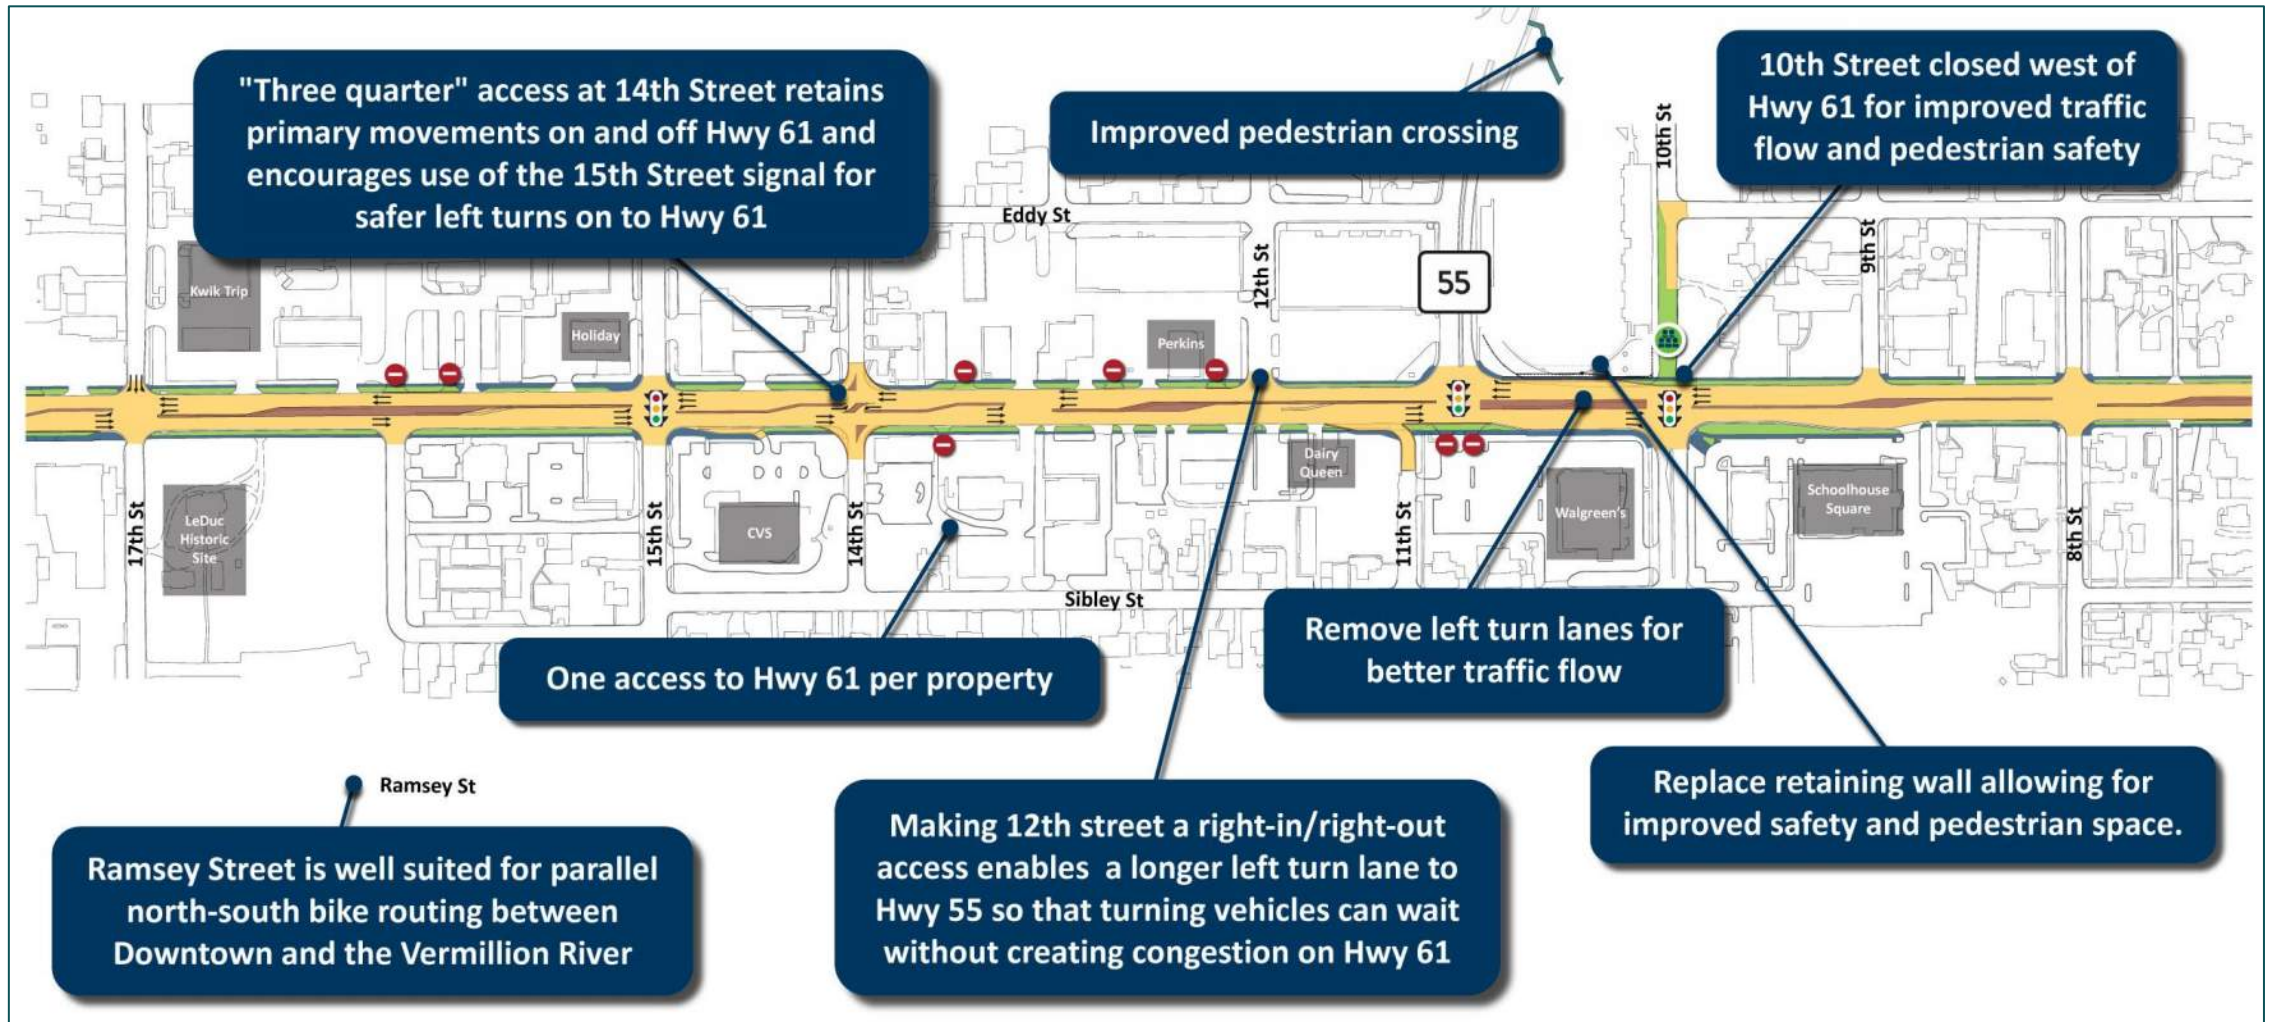 "Three quarter" access at 14th Street retains
primary movements on and off Hwy 61 and
encourages use of the 15th Street signal for
safer left turns on to Hwy 61
Improved pedestrian crossing
10th Street closed west of
Hwy 61 for improved traffic
flow and pedestrian safety
10th St
Eddy St
12th St
55
9th St
Kwik Trip
Holiday
Perkins
17th St
LeDuc
Historic
Site
15th St
CVS
14th St
Dairy
Queen
11th St
Walgreen's
Schoolhouse
Square
8th St
Sibley St
One access to Hwy 61 per property
Remove left turn lanes for
better traffic flow
Ramsey St
Replace retaining wall allowing for
improved safety and pedestrian space.
Ramsey Street is well suited for parallel
north-south bike routing between
Downtown and the Vermillion River
Making 12th street a right-in/right-out
access enables  a longer left turn lane to
Hwy 55 so that turning vehicles can wait
without creating congestion on Hwy 61